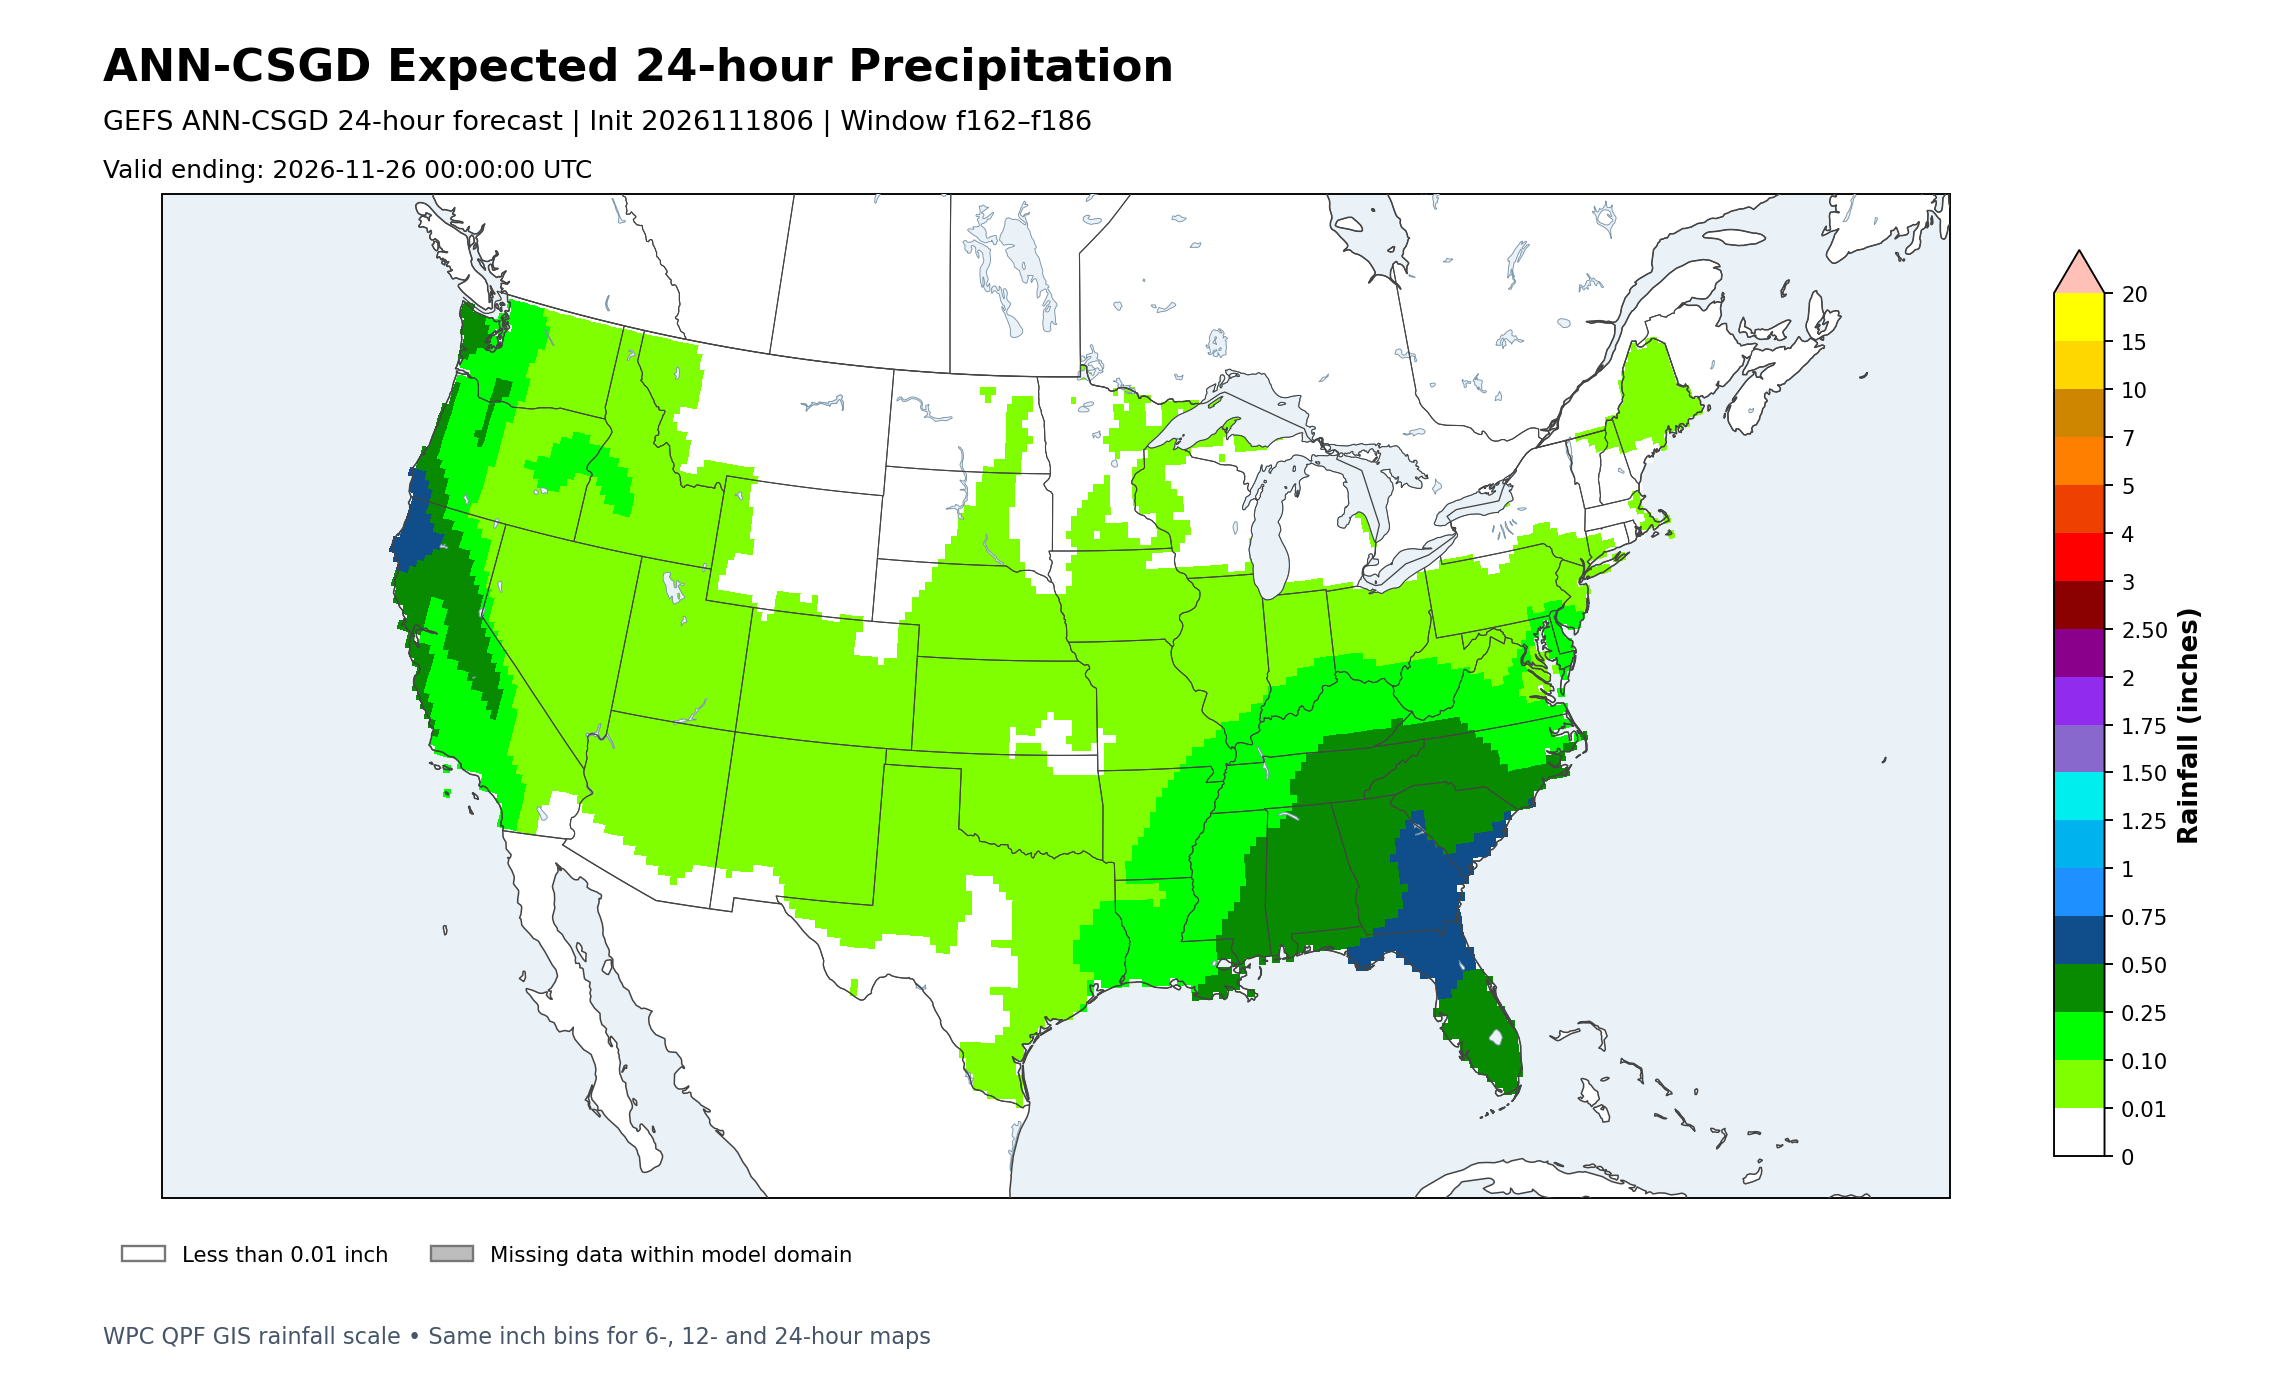 ANN-CSGD Expected 24-hour Precipitation
GEFS ANN-CSGD 24-hour forecast | Init 2026111806 | Window f162–f186
Valid ending: 2026-11-26 00:00:00 UTC
20
15
10
7
5
4
3
2.50
2
1.75
1.50
1.25
1
0.75
0.50
0.25
0.10
0.01
0
Rainfall (inches)
Less than 0.01 inch
Missing data within model domain
WPC QPF GIS rainfall scale • Same inch bins for 6-, 12- and 24-hour maps